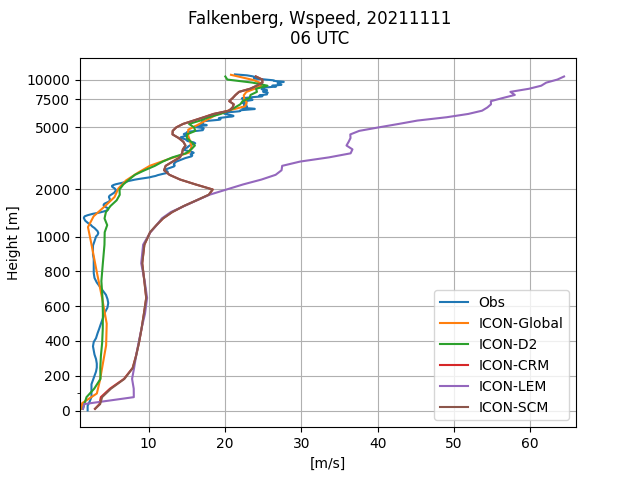 Falkenberg, Wspeed, 20211111
06 UTC
Height [m]
10000
7500
5000
2000
1000
800
600
400
200
0
10
20
30
40
50
60
[m/s]
Obs
ICON-Global
ICON-D2
ICON-CRM
ICON-LEM
ICON-SCM